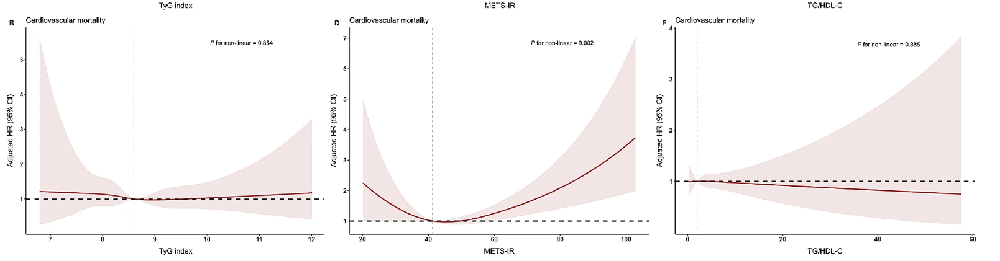 TyG index
METS-IR
TG/HDL-C
B
Cardiovascular mortality
P for non-linear = 0.854
Adjusted HR (95% CI)
5
4
3
2
1
7
8
9
10
11
12
TyG index
D
Cardiovascular mortality
P for non-linear = 0.002
Adjusted HR (95% CI)
7
6
5
4
3
2
1
20
40
60
80
100
METS-IR
F
Cardiovascular mortality
P for non-linear = 0.885
Adjusted HR (95% CI)
4
3
2
1
0
20
40
60
TG/HDL-C